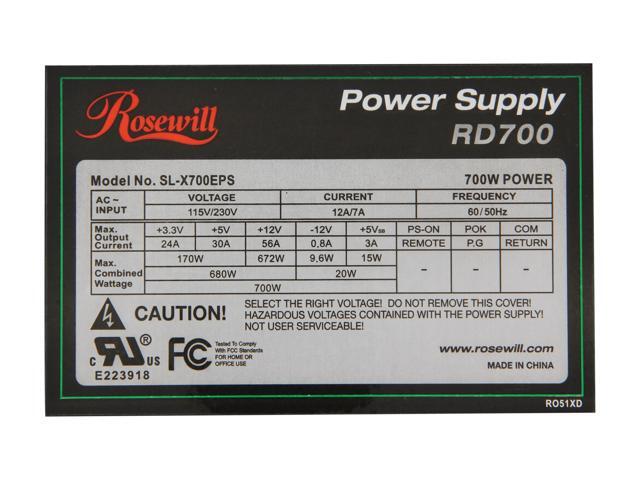 Rosewill
Power Supply
RD700
Model No. SL-X700EPS 700W POWER
AC ~ INPUT VOLTAGE CURRENT FREQUENCY
115V/230V 12A/7A 60/50Hz
Max. Output Current +3.3V +5V +12V -12V +5VSB PS-ON POK COM
24A 30A 56A 0,8A 3A REMOTE P.G RETURN
Max. Combined Wattage 170W 672W 9,6W 15W - - -
680W 20W
700W
CAUTION!
SELECT THE RIGHT VOLTAGE! DO NOT REMOVE THIS COVER!
HAZARDOUS VOLTAGES CONTAINED WITH THE POWER SUPPLY!
NOT USER SERVICEABLE!
C RU US
E223918
FC
Tested To Comply
With FCC Standards
FOR HOME OR
OFFICE USE
www.rosewill.com
MADE IN CHINA
RO51XD